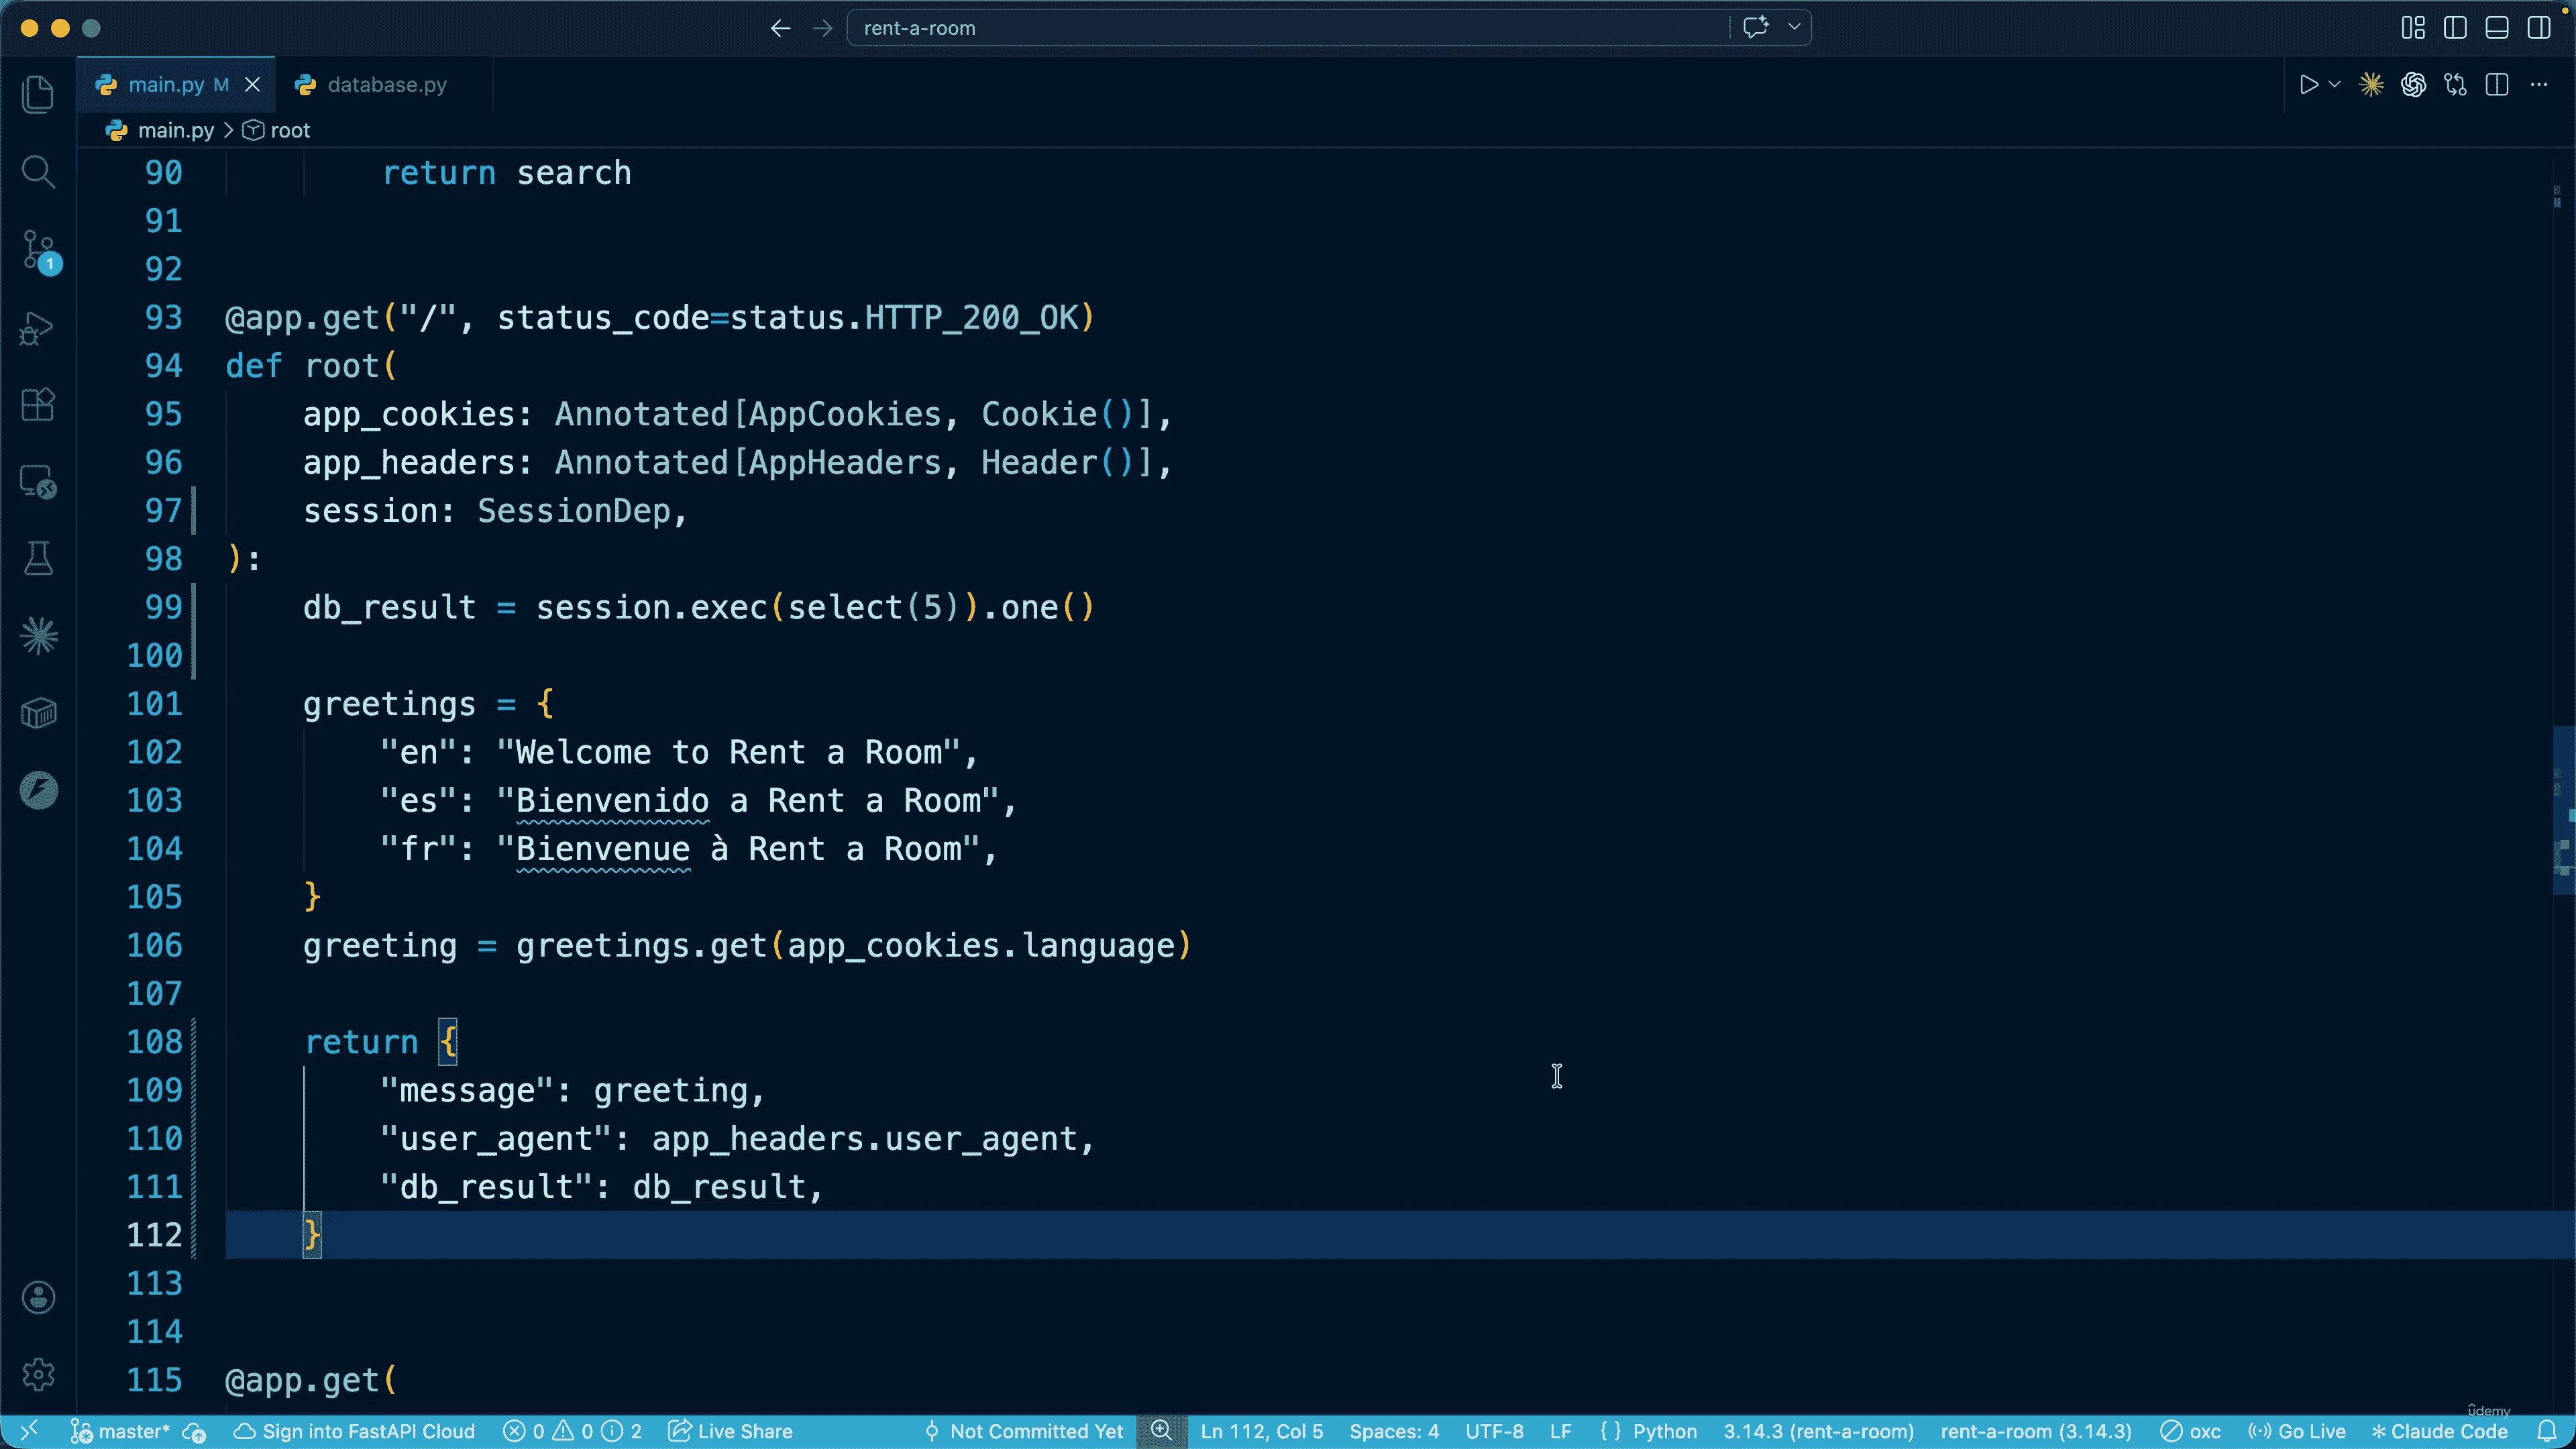 rent-a-room
main.py M
database.py
main.py > root
90 return search
91
92
93 @app.get("/", status_code=status.HTTP_200_OK)
94 def root(
95 app_cookies: Annotated[AppCookies, Cookie()],
96 app_headers: Annotated[AppHeaders, Header()],
97 session: SessionDep,
98 ):
99 db_result = session.exec(select(5)).one()
100
101 greetings = {
102 "en": "Welcome to Rent a Room",
103 "es": "Bienvenido a Rent a Room",
104 "fr": "Bienvenue à Rent a Room",
105 }
106 greeting = greetings.get(app_cookies.language)
107
108 return {
109 "message": greeting,
110 "user_agent": app_headers.user_agent,
111 "db_result": db_result,
112 }
113
114
115 @app.get(
1
udemy
master* Sign into FastAPI Cloud 0 0 2 Live Share Not Committed Yet Ln 112, Col 5 Spaces: 4 UTF-8 LF {} Python 3.14.3 (rent-a-room) rent-a-room (3.14.3) oxc Go Live Claude Code